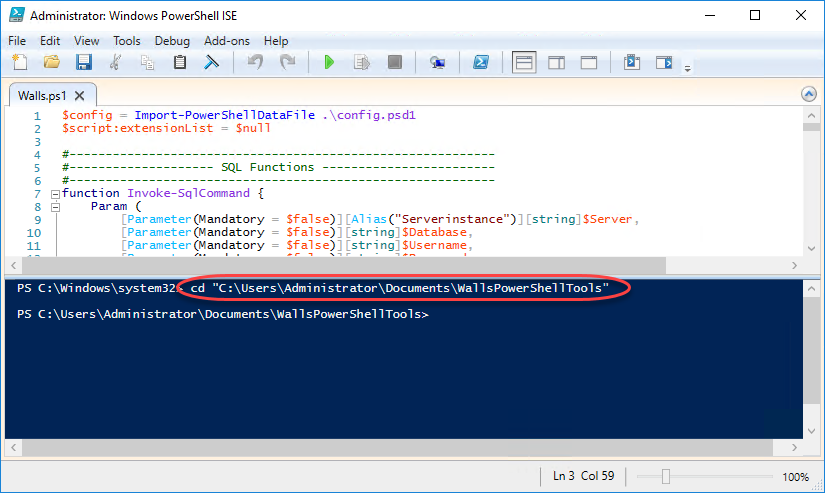 Administrator: Windows PowerShell ISE
File Edit View Tools Debug Add-ons Help
Walls.ps1
1 $config = Import-PowerShellDataFile .\config.psd1
2 $script:extensionList = $null
3
4 #-----------------------------------------------------------
5 #-------------------- SQL Functions ------------------------
6 #-----------------------------------------------------------
7 function Invoke-SqlCommand {
8 Param (
9 [Parameter(Mandatory = $false)][Alias("Serverinstance")][string]$Server,
10 [Parameter(Mandatory = $false)][string]$Database,
11 [Parameter(Mandatory = $false)][string]$Username,
PS C:\Windows\system32> cd "C:\Users\Administrator\Documents\WallsPowerShellTools"
PS C:\Users\Administrator\Documents\WallsPowerShellTools>
Ln 3 Col 59 100%